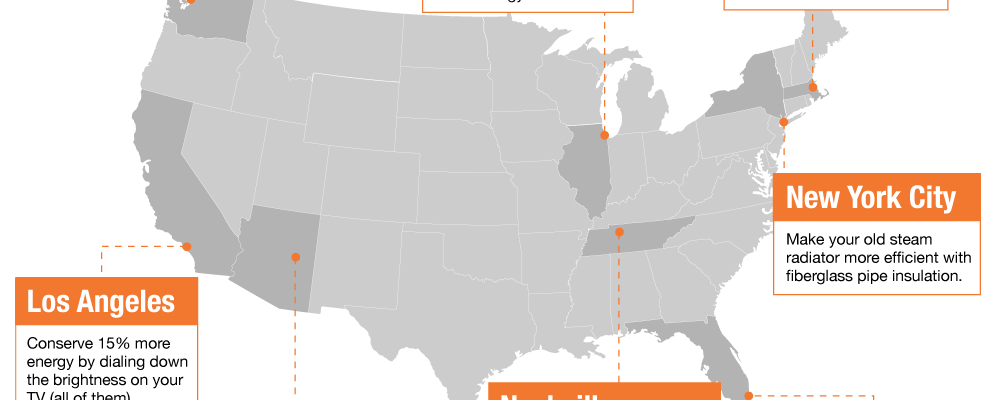 New York City
Make your old steam
radiator more efficient with
fiberglass pipe insulation.
Los Angeles
Conserve 15% more
energy by dialing down
the brightness on your
TV (all of them)